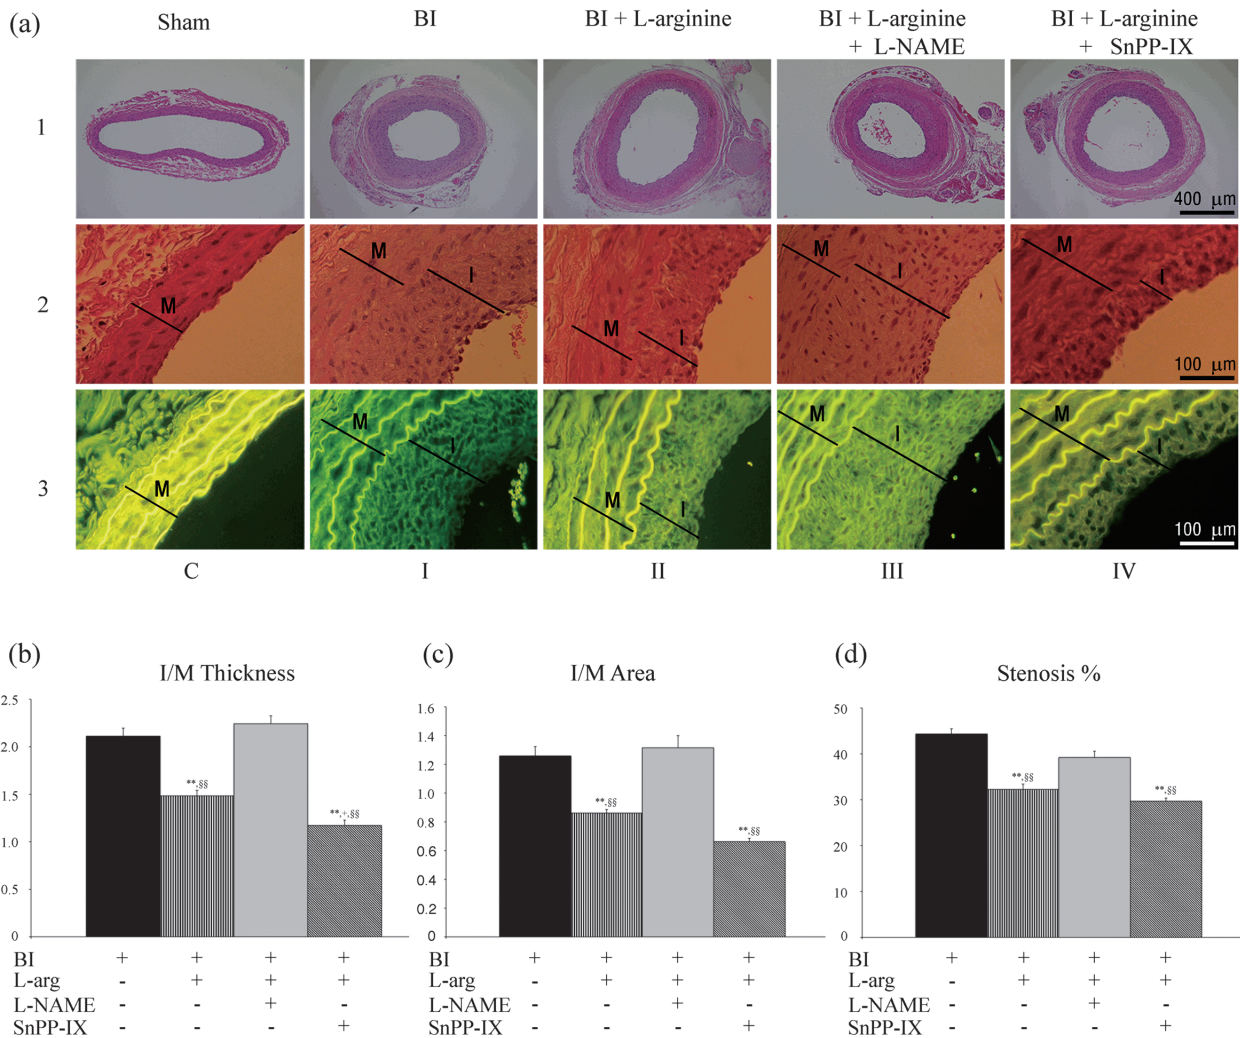 (a)
Sham
BI
BI + L-arginine
BI + L-arginine
+ L-NAME
BI + L-arginine
+ SnPP-IX
1
400 µm
2
M
M
I
M
I
M
I
M
I
100 µm
3
M
M
I
M
I
M
I
M
I
100 µm
C
I
II
III
IV
(b)
I/M Thickness
2.5
2.0
1.5
1.0
0.5
0
**,§§
**,+,§§
BI + + + +
L-arg - + + +
L-NAME - - + -
SnPP-IX - - - +
(c)
I/M Area
1.6
1.4
1.2
1.0
0.8
0.6
0.4
0.2
0
**,§§
**,§§
BI + + + +
L-arg - + + +
L-NAME - - + -
SnPP-IX - - - +
(d)
Stenosis %
50
40
30
20
10
0
**,§§
**,§§
BI + + + +
L-arg - + + +
L-NAME - - + -
SnPP-IX - - - +